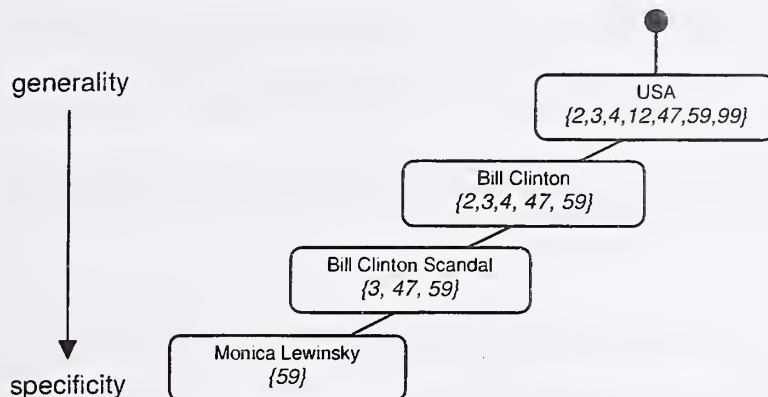 generality
USA
{2,3,4,12,47,59,99}
Bill Clinton
{2,3,4, 47, 59}
Bill Clinton Scandal
{3, 47, 59}
Monica Lewinsky
{59}
specificity